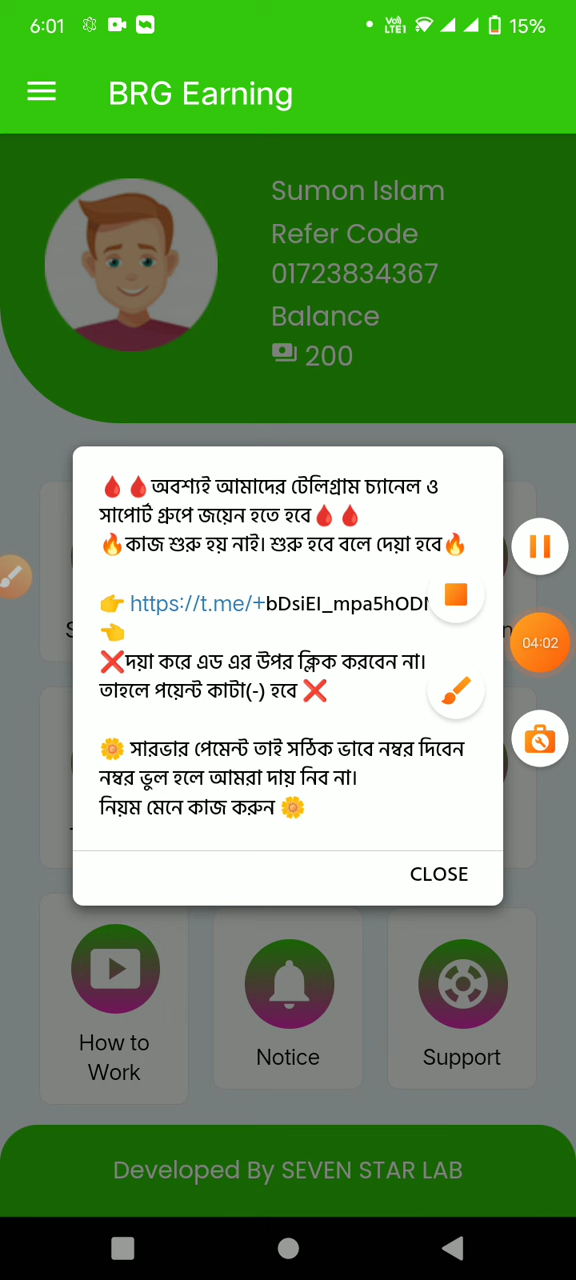 6:01
VoI) LTE1
15%
BRG Earning
Sumon Islam
Refer Code
01723834367
Balance
200
🩸🩸অবশ্যই আমাদের টেলিগ্রাম চ্যানেল ও
সাপোর্ট গ্রুপে জয়েন হতে হবে🩸🩸
🔥কাজ শুরু হয় নাই। শুরু হবে বলে দেয়া হবে🔥
👉 https://t.me/+
👈
❌দয়া করে এড এর উপর ক্লিক করবেন না।
তাহলে পয়েন্ট কাটা(-) হবে ❌
🌼 সারভার পেমেন্ট তাই সঠিক ভাবে নম্বর দিবেন
নম্বর ভুল হলে আমরা দায় নিব না।
নিয়ম মেনে কাজ করুন 🌼
04:02
CLOSE
How to
Work
Notice
Support
Developed By SEVEN STAR LAB